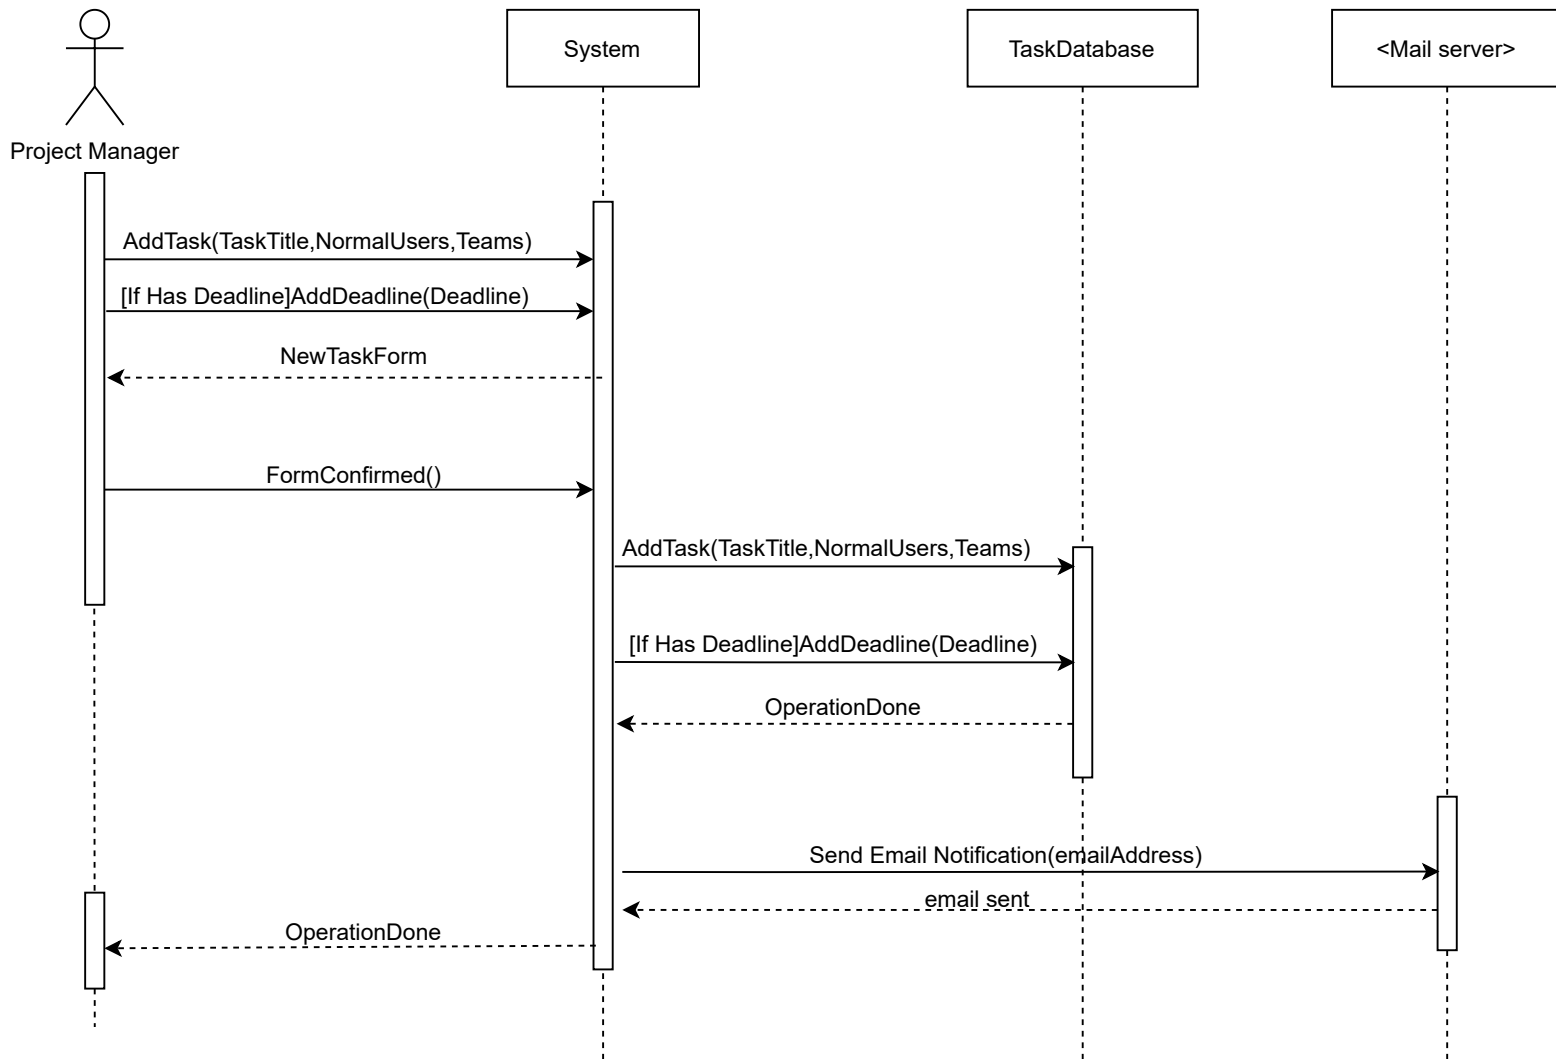 System
TaskDatabase
<Mail server>
Project Manager
AddTask(TaskTitle,NormalUsers,Teams)
[If Has Deadline]AddDeadline(Deadline)
NewTaskForm
FormConfirmed()
AddTask(TaskTitle,NormalUsers,Teams)
[If Has Deadline]AddDeadline(Deadline)
OperationDone
Send Email Notification(emailAddress)
email sent
OperationDone